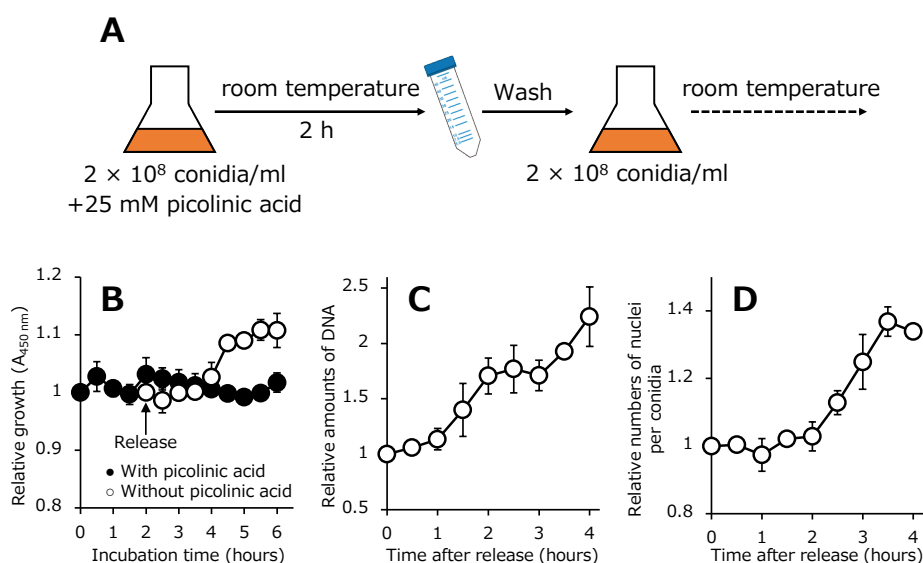 A
room temperature
2 h
Wash
room temperature
2 × 10⁸ conidia/ml
+25 mM picolinic acid
2 × 10⁸ conidia/ml
B
Relative growth (A450 nm)
1.2
1.1
1
0.9
0.8
Release
With picolinic acid
Without picolinic acid
0 1 2 3 4 5 6
Incubation time (hours)
C
Relative amounts of DNA
2.5
2
1.5
1
0.5
0 1 2 3 4
Time after release (hours)
D
Relative numbers of nuclei
per conidia
1.4
1.2
1
0.8
0 1 2 3 4
Time after release (hours)